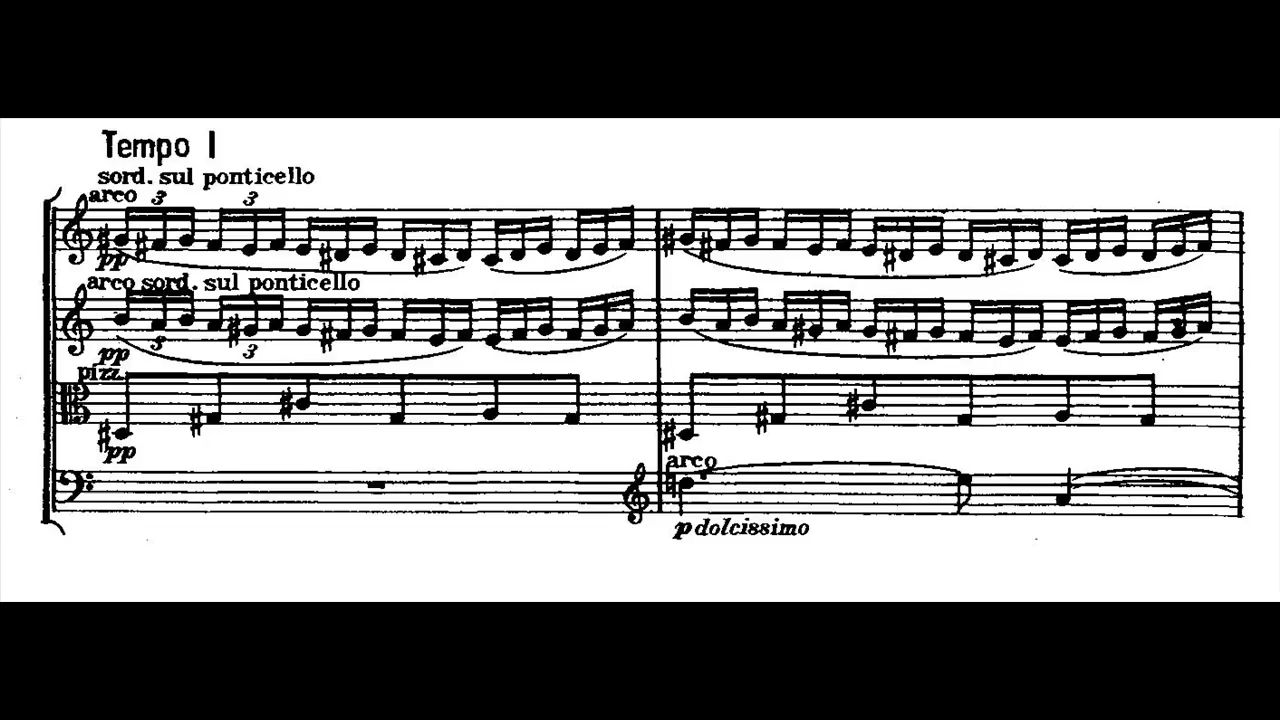 Tempo I
sord. sul ponticello
arco 3 3
pp
arco sord. sul ponticello
3 3
pp
pizz.
pp
arco
p dolcissimo